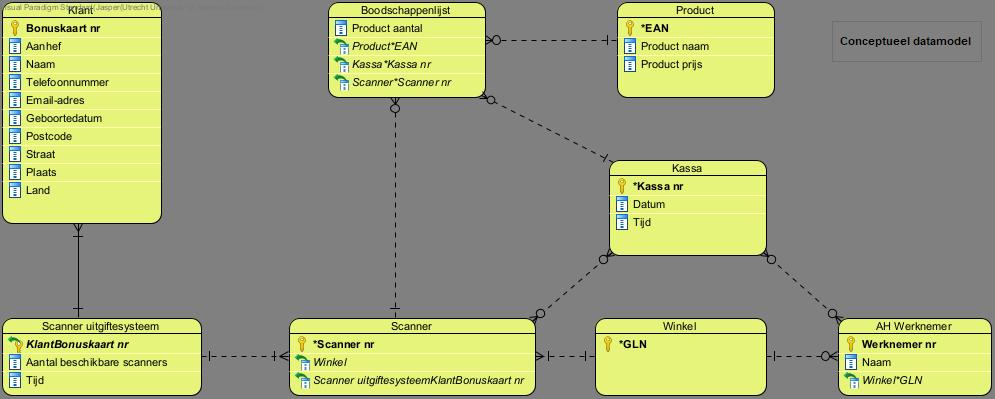 Visual Paradigm Standard(Jasper(Utrecht Un
Klant
Bonuskaart nr
Aanhef
Naam
Telefoonnummer
Email-adres
Geboortedatum
Postcode
Straat
Plaats
Land
Boodschappenlijst
Product aantal
Product*EAN
Kassa*Kassa nr
Scanner*Scanner nr
Product
*EAN
Product naam
Product prijs
Conceptueel datamodel
Kassa
*Kassa nr
Datum
Tijd
Scanner uitgiftesysteem
KlantBonuskaart nr
Aantal beschikbare scanners
Tijd
Scanner
*Scanner nr
Winkel
Scanner uitgiftesysteemKlantBonuskaart nr
Winkel
*GLN
AH Werknemer
Werknemer nr
Naam
Winkel*GLN